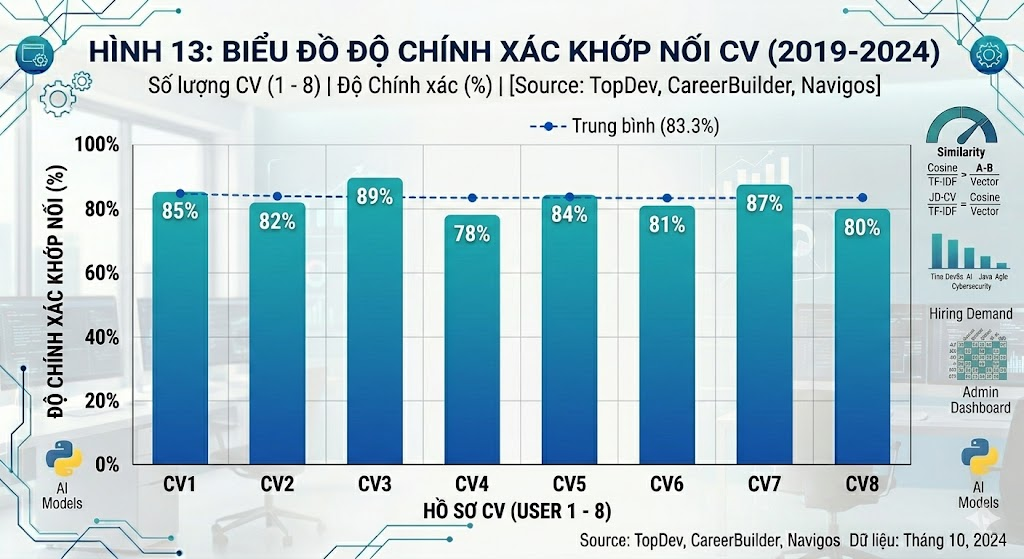 HÌNH 13: BIỂU ĐỒ ĐỘ CHÍNH XÁC KHỚP NỐI CV (2019-2024)
Số lượng CV (1 - 8) | Độ Chính xác (%) | [Source: TopDev, CareerBuilder, Navigos]
Trung bình (83.3%)
ĐỘ CHÍNH XÁC KHỚP NỐI (%)
100%
80%
60%
40%
20%
0%
85%
82%
89%
78%
84%
81%
87%
80%
CV1
CV2
CV3
CV4
CV5
CV6
CV7
CV8
HỒ SƠ CV (USER 1 - 8)
AI
Models
Similarity
Cosine > A-B
TF-IDF Vector
JD-CV = Cosine
TF-IDF Vector
Tine DevSs AI Java Agle
Cybersecurity
Hiring Demand
Admin
Dashboard
AI
Models
Source: TopDev, CareerBuilder, Navigos Dữ liệu: Tháng 10, 2024